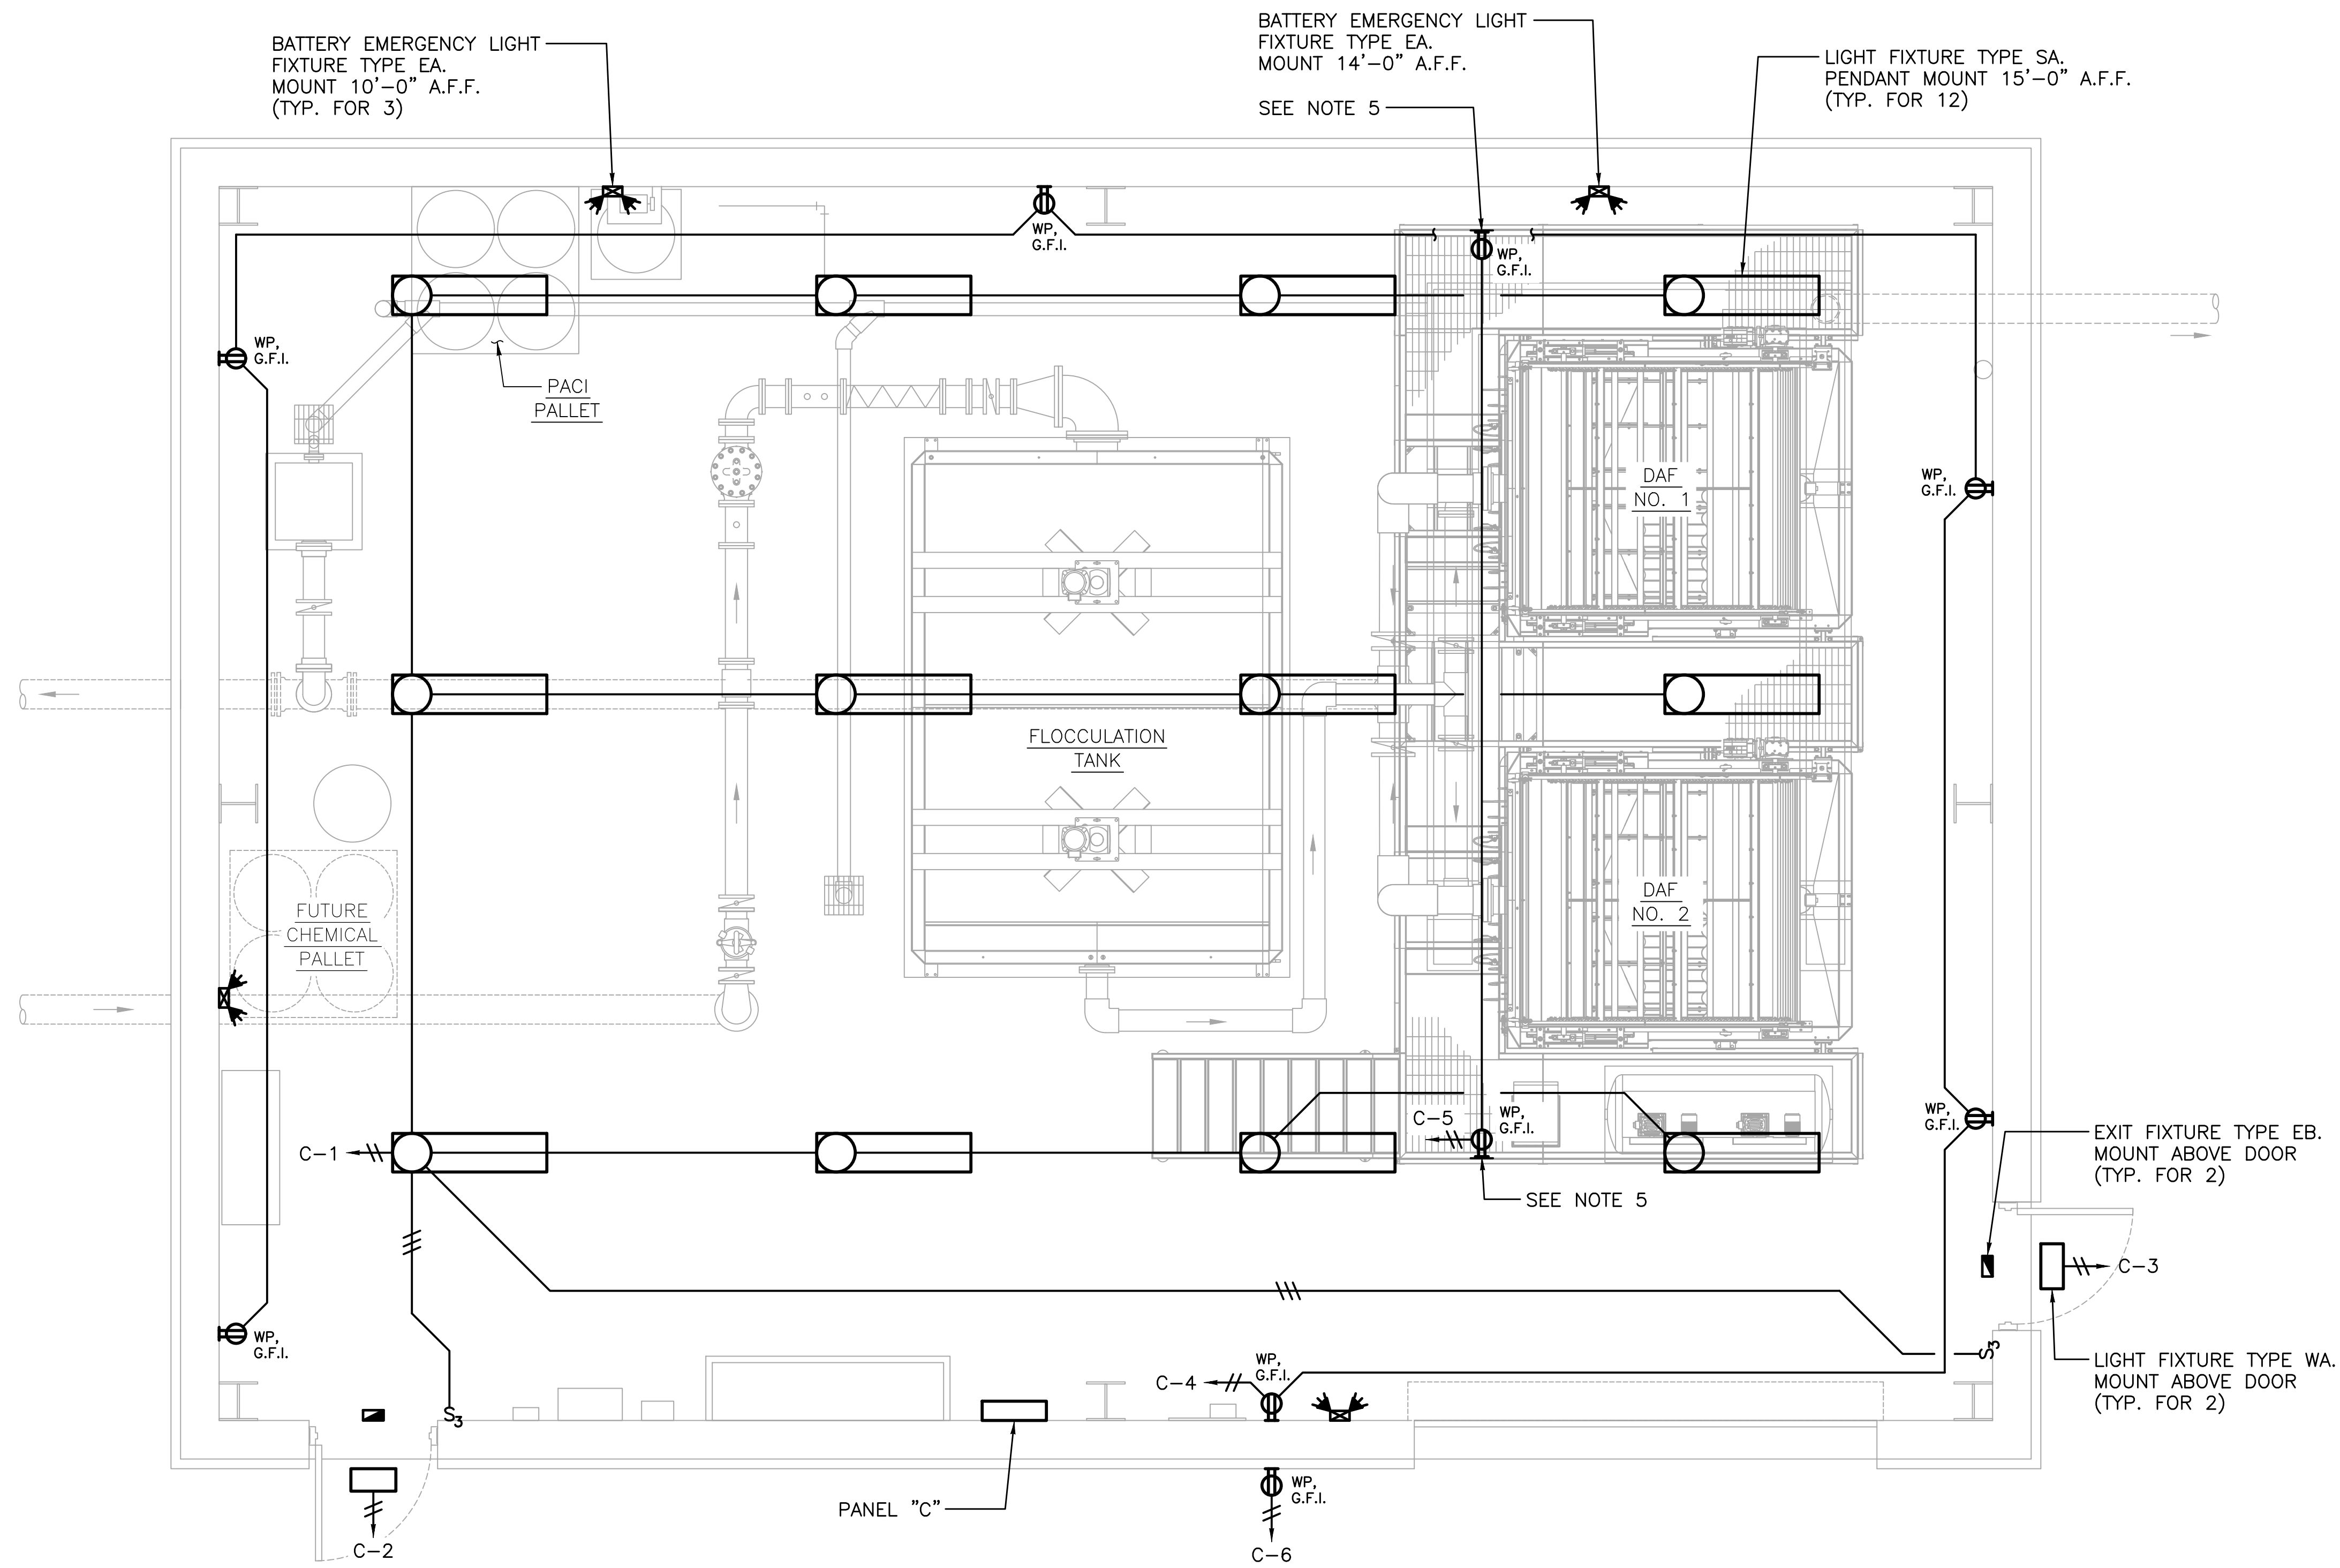 BATTERY EMERGENCY LIGHT
FIXTURE TYPE EA.
MOUNT 10'-0" A.F.F.
(TYP. FOR 3)
BATTERY EMERGENCY LIGHT
FIXTURE TYPE EA.
MOUNT 14'-0" A.F.F.
SEE NOTE 5
LIGHT FIXTURE TYPE SA.
PENDANT MOUNT 15'-0" A.F.F.
(TYP. FOR 12)
WP,
G.F.I.
WP,
G.F.I.
WP,
G.F.I.
PACI
PALLET
DAF
NO. 1
WP,
G.F.I.
FLOCCULATION
TANK
FUTURE
CHEMICAL
PALLET
DAF
NO. 2
C-1
C-5
WP,
G.F.I.
WP,
G.F.I.
SEE NOTE 5
EXIT FIXTURE TYPE EB.
MOUNT ABOVE DOOR
(TYP. FOR 2)
C-3
WP,
G.F.I.
S3
LIGHT FIXTURE TYPE WA.
MOUNT ABOVE DOOR
(TYP. FOR 2)
S3
C-4
WP,
G.F.I.
PANEL "C"
WP,
G.F.I.
C-2
C-6